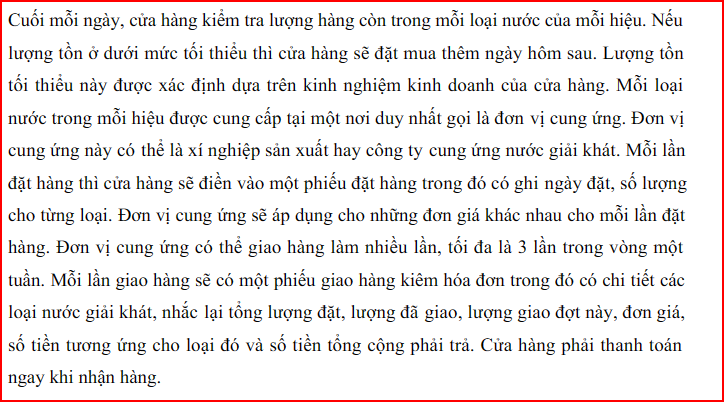 Cuối mỗi ngày, cửa hàng kiểm tra lượng hàng còn trong mỗi loại nước của mỗi hiệu. Nếu
lượng tồn ở dưới mức tối thiểu thì cửa hàng sẽ đặt mua thêm ngày hôm sau. Lượng tồn
tối thiểu này được xác định dựa trên kinh nghiệm kinh doanh của cửa hàng. Mỗi loại
nước trong mỗi hiệu được cung cấp tại một nơi duy nhất gọi là đơn vị cung ứng. Đơn vị
cung ứng này có thể là xí nghiệp sản xuất hay công ty cung ứng nước giải khát. Mỗi lần
đặt hàng thì cửa hàng sẽ điền vào một phiếu đặt hàng trong đó có ghi ngày đặt, số lượng
cho từng loại. Đơn vị cung ứng sẽ áp dụng cho những đơn giá khác nhau cho mỗi lần đặt
hàng. Đơn vị cung ứng có thể giao hàng làm nhiều lần, tối đa là 3 lần trong vòng một
tuần. Mỗi lần giao hàng sẽ có một phiếu giao hàng kiêm hóa đơn trong đó có chi tiết các
loại nước giải khát, nhắc lại tổng lượng đặt, lượng đã giao, lượng giao đợt này, đơn giá,
số tiền tương ứng cho loại đó và số tiền tổng cộng phải trả. Cửa hàng phải thanh toán
ngay khi nhận hàng.